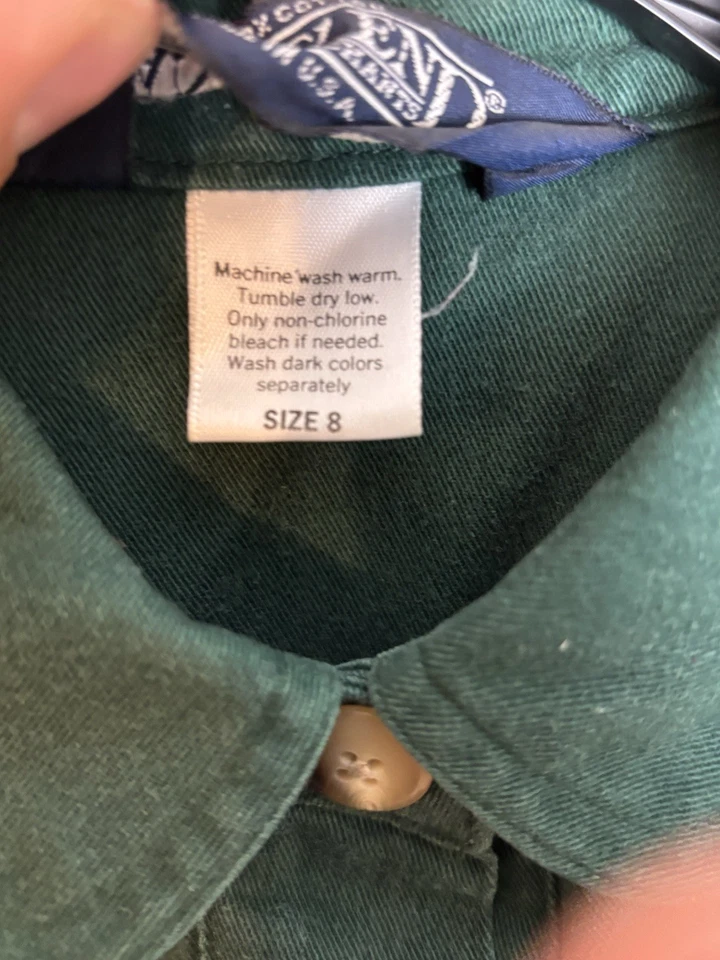 U.S.A.
Machine wash warm.
Tumble dry low.
Only non-chlorine
bleach if needed.
Wash dark colors
separately
SIZE 8